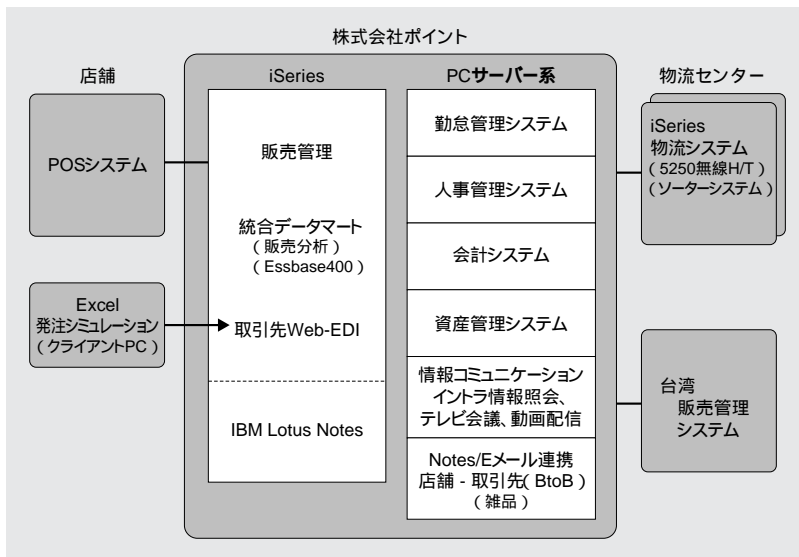 株式会社ポイント
店舗
POSシステム
Excel
発注シミュレーション
（クライアントPC）
iSeries
販売管理
統合データマート
（販売分析）
（Essbase400）
取引先Web-EDI
IBM Lotus Notes
PCサーバー系
勤怠管理システム
人事管理システム
会計システム
資産管理システム
情報コミュニケーション
イントラ情報照会、
テレビ会議、動画配信
Notes/Eメール連携
店舗 - 取引先（BtoB）
（雑品）
物流センター
iSeries
物流システム
（5250無線H/T）
（ソーターシステム）
台湾
販売管理
システム